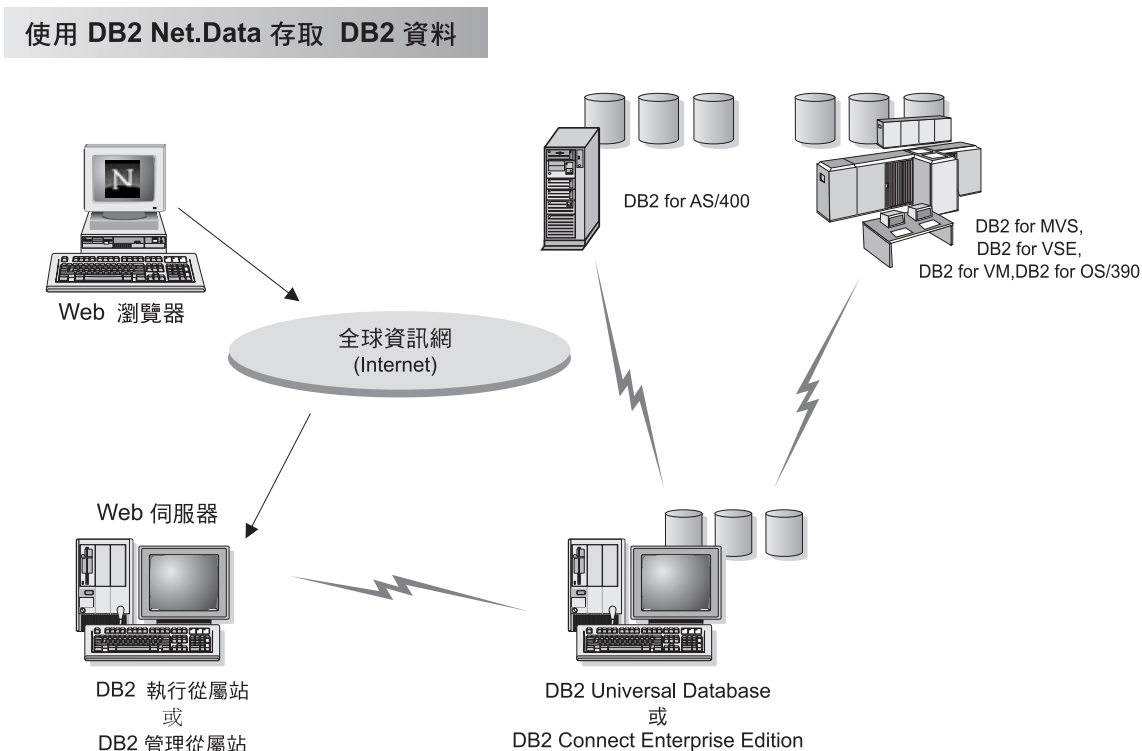 使用 DB2 Net.Data 存取 DB2 資料
N
DB2 for AS/400
DB2 for MVS,
DB2 for VSE,
DB2 for VM,DB2 for OS/390
Web 瀏覽器
全球資訊網
(Internet)
Web 伺服器
DB2 執行從屬站
或
DB2 管理從屬站
DB2 Universal Database
或
DB2 Connect Enterprise Edition